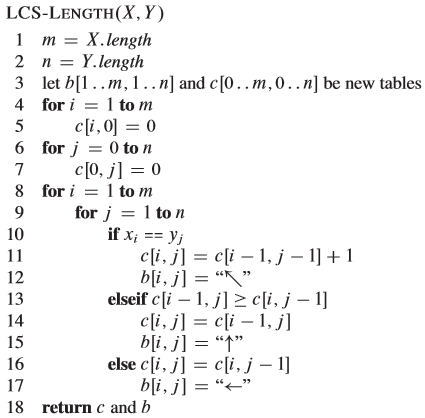 LCS-LENGTH(X, Y)
1 m = X.length
2 n = Y.length
3 let b[1..m, 1..n] and c[0..m, 0..n] be new tables
4 for i = 1 to m
5 c[i, 0] = 0
6 for j = 0 to n
7 c[0, j] = 0
8 for i = 1 to m
9 for j = 1 to n
10 if xᵢ == yⱼ
11 c[i, j] = c[i − 1, j − 1] + 1
12 b[i, j] = “↖”
13 elseif c[i − 1, j] ≥ c[i, j − 1]
14 c[i, j] = c[i − 1, j]
15 b[i, j] = “↑”
16 else c[i, j] = c[i, j − 1]
17 b[i, j] = “←”
18 return c and b